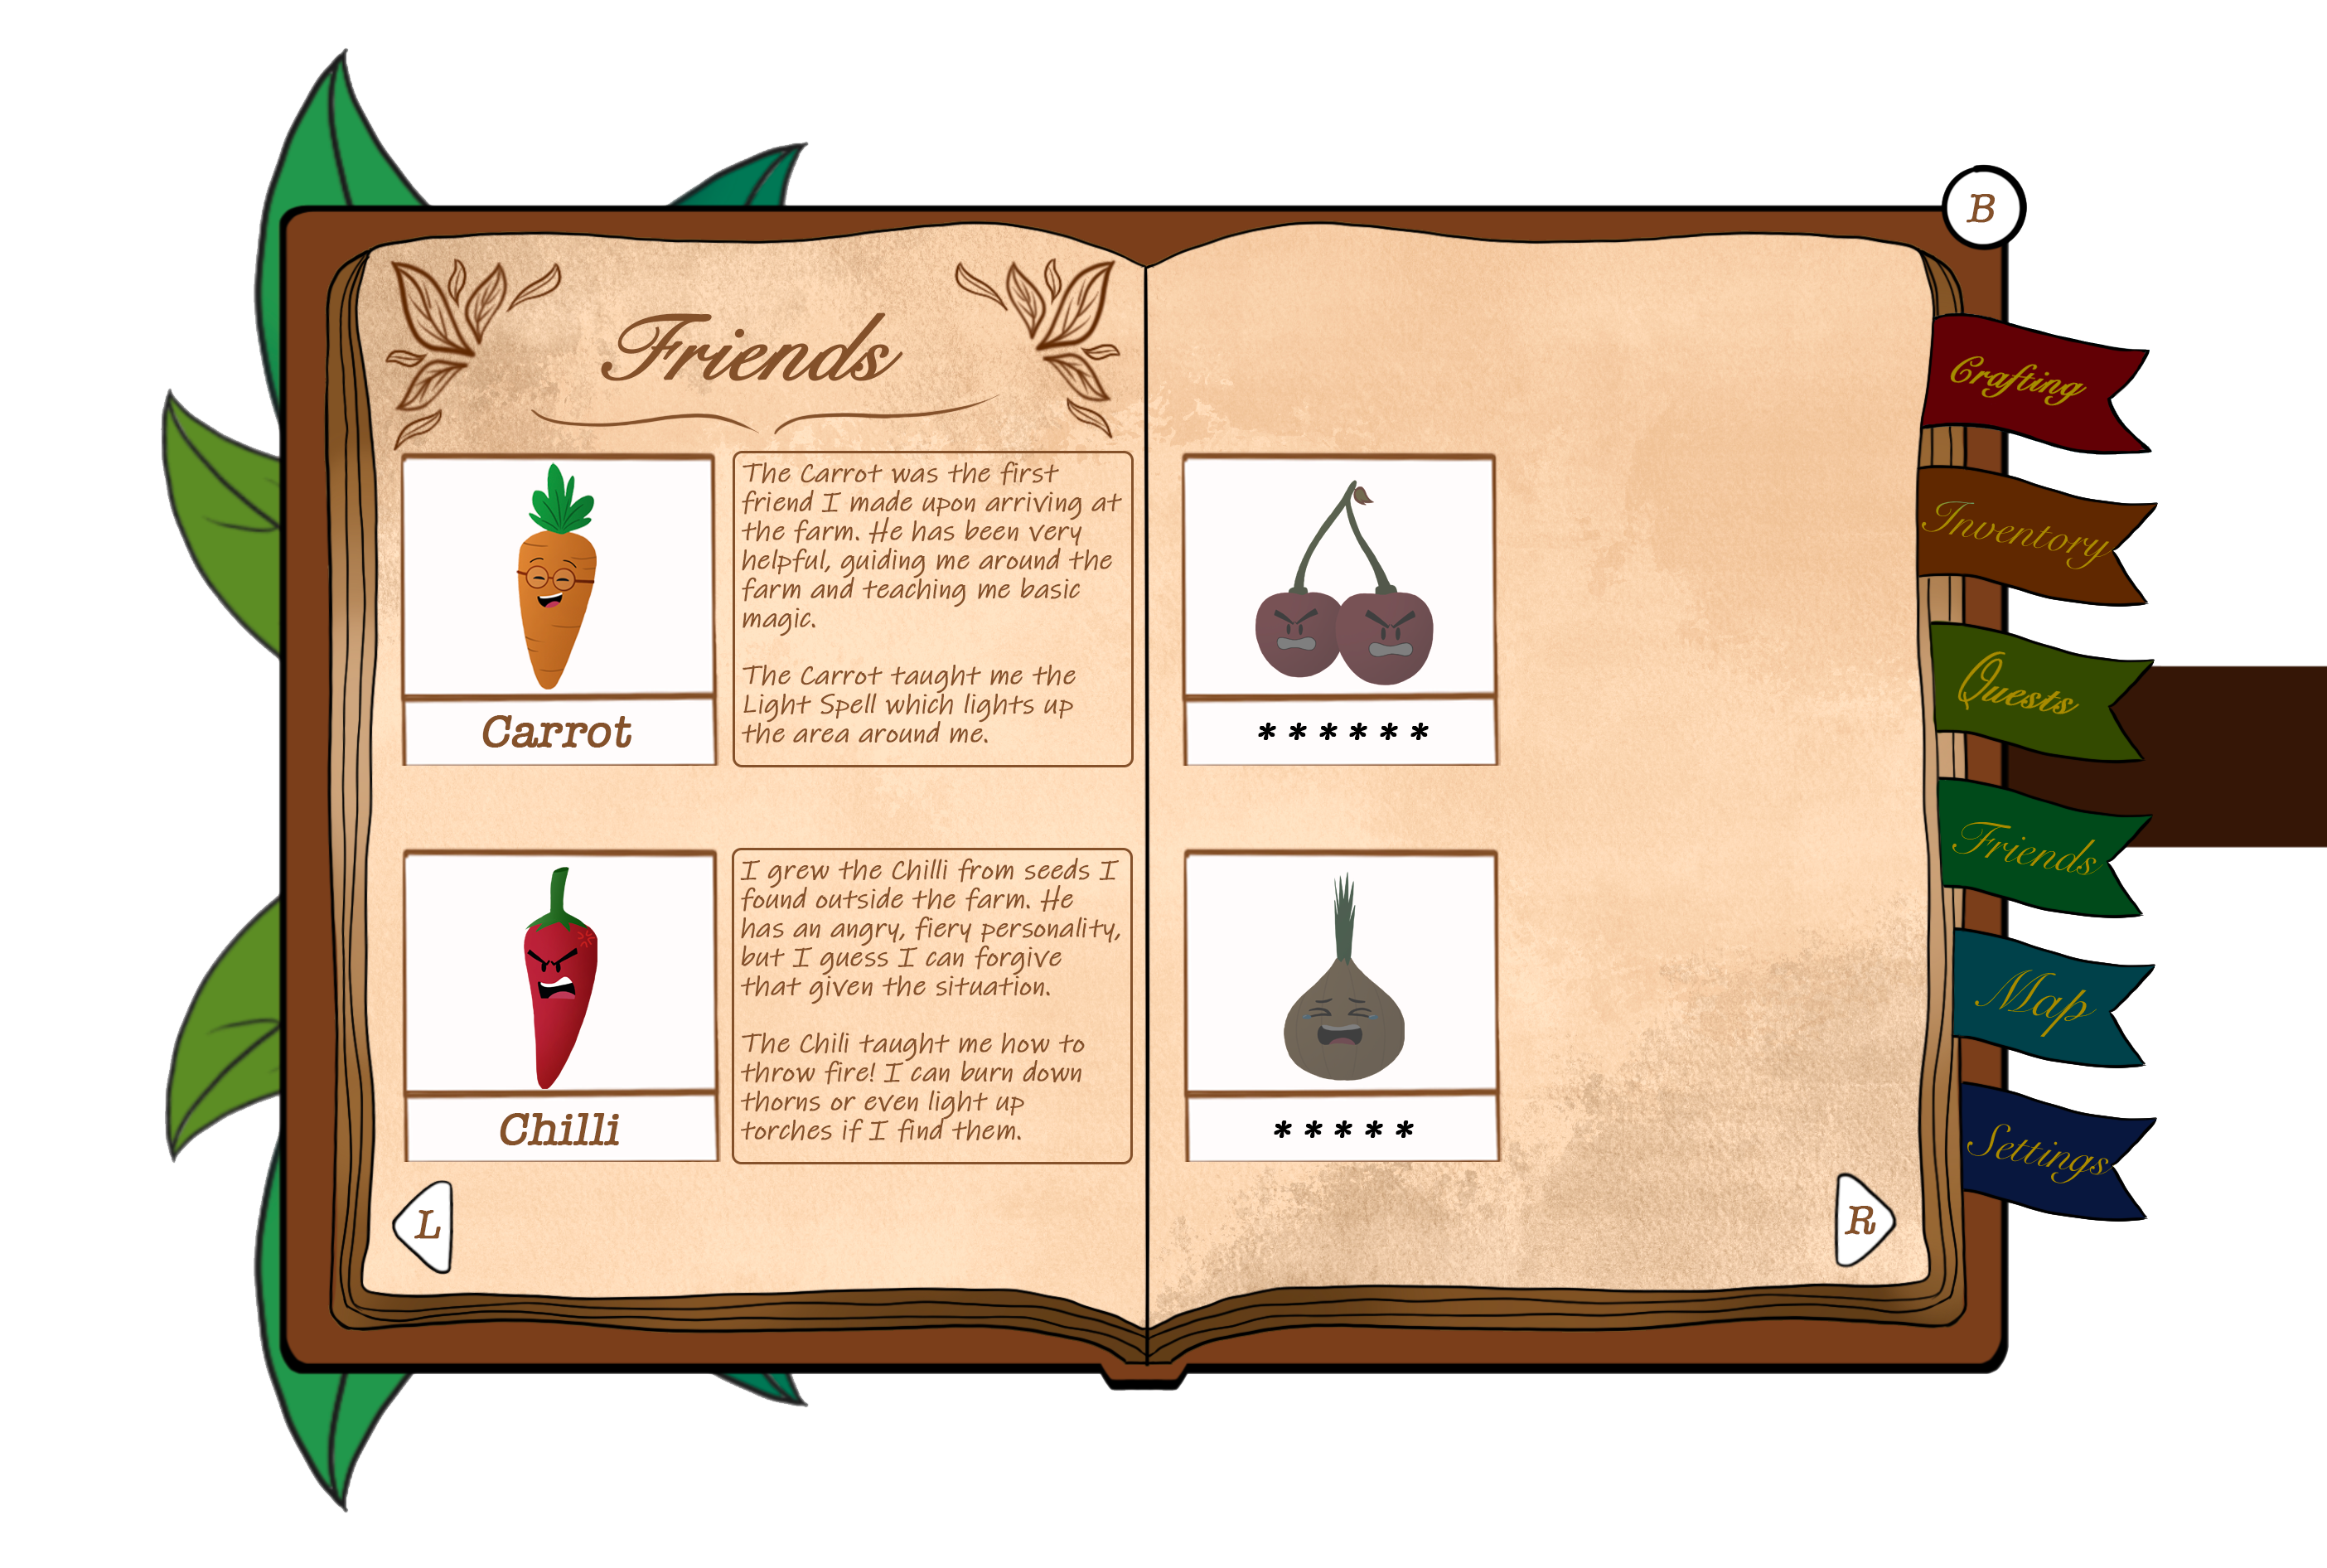 B
Friends
The Carrot was the first
friend I made upon arriving at
the farm. He has been very
helpful, guiding me around the
farm and teaching me basic
magic.
The Carrot taught me the
Light Spell which lights up
the area around me.
Carrot
I grew the Chilli from seeds I
found outside the farm. He
has an angry, fiery personality,
but I guess I can forgive
that given the situation.
The Chili taught me how to
throw fire! I can burn down
thorns or even light up
torches if I find them.
Chilli
******
*****
L
R
Crafting
Inventory
Quests
Friends
Map
Settings